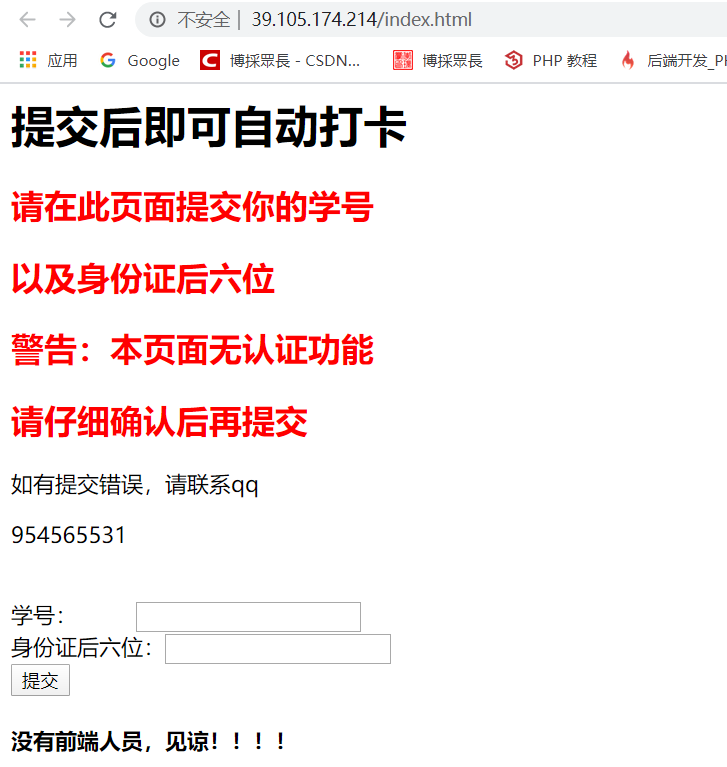 不安全 | 39.105.174.214/index.html
应用 Google 博採眾長 - CSDN... 博採眾長 PHP 教程 后端开发_PH
提交后即可自动打卡
请在此页面提交你的学号
以及身份证后六位
警告：本页面无认证功能
请仔细确认后再提交
如有提交错误，请联系qq
954565531
学号：
身份证后六位：
提交
没有前端人员，见谅！！！！